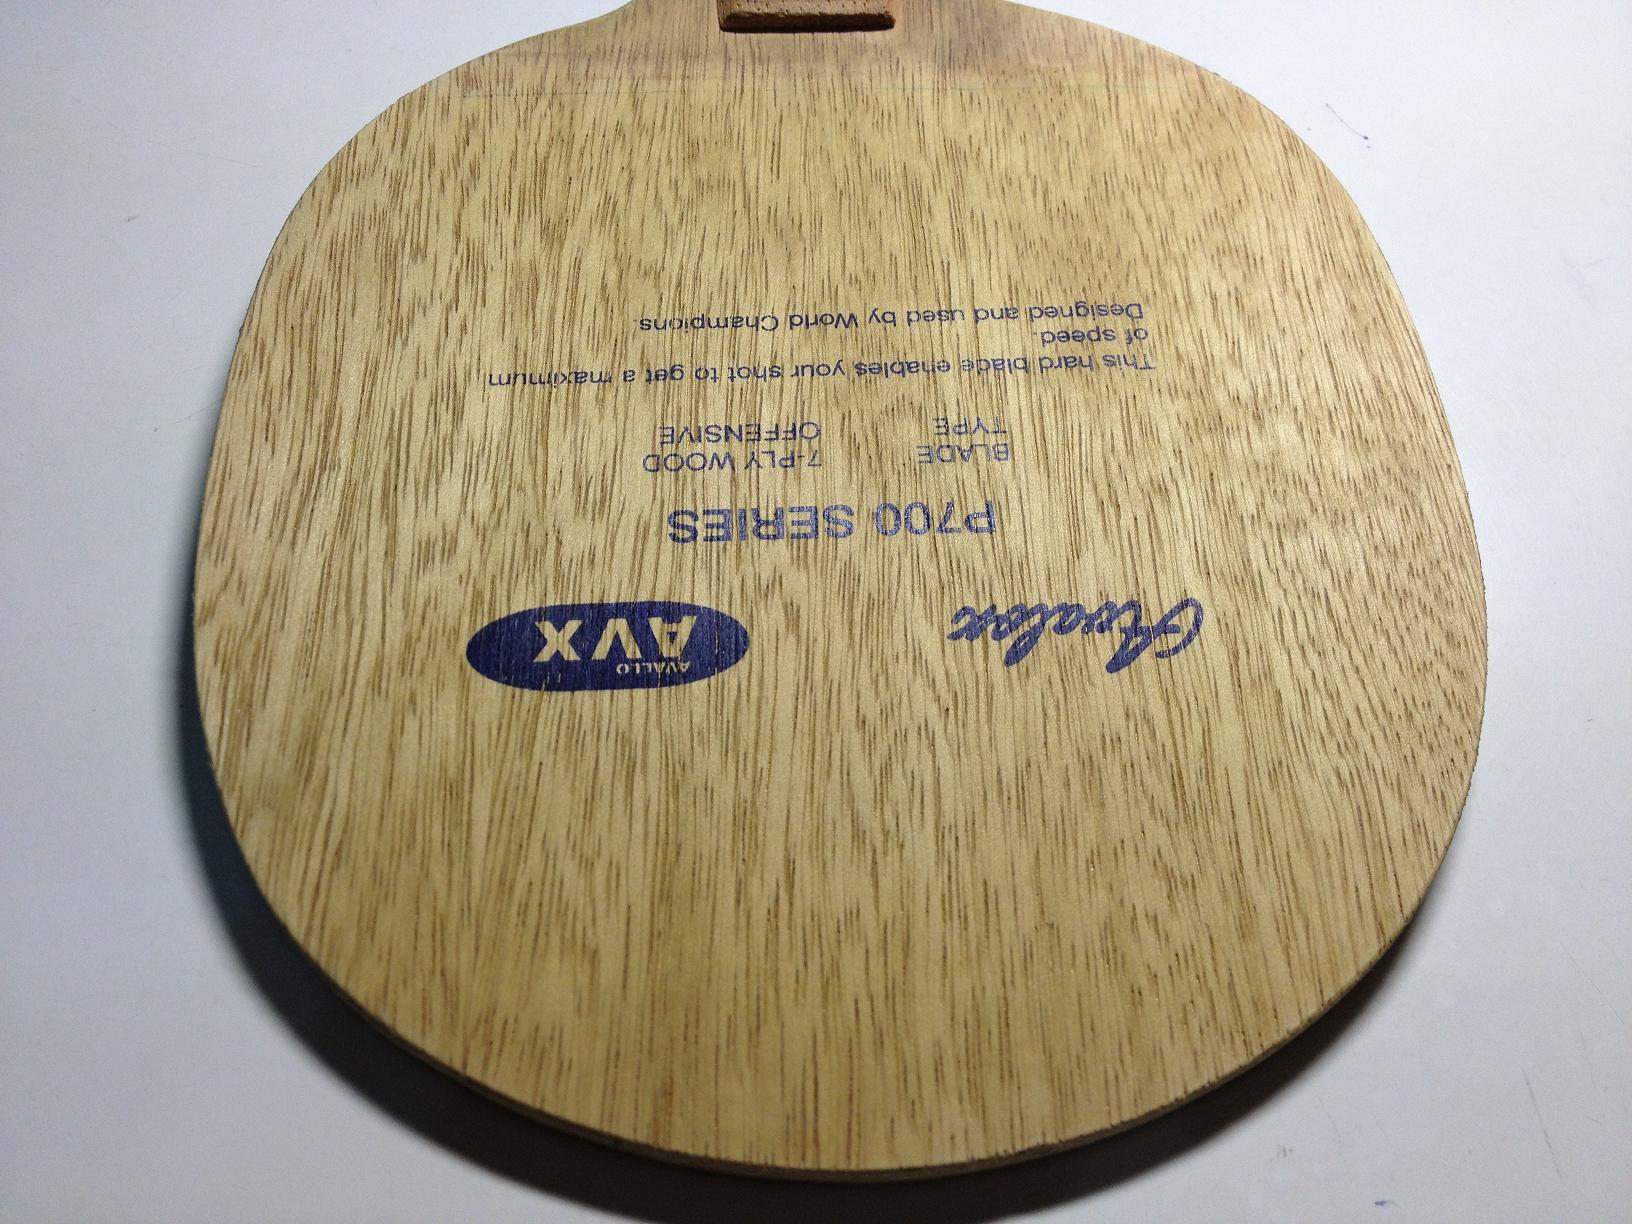 Avalox
AVALLO
AVX
P700 SERIES
BLADE 7-PLY WOOD
TYPE OFFENSIVE
This hard blade enables your shot to get a maximum
of speed.
Designed and used by World Champions.